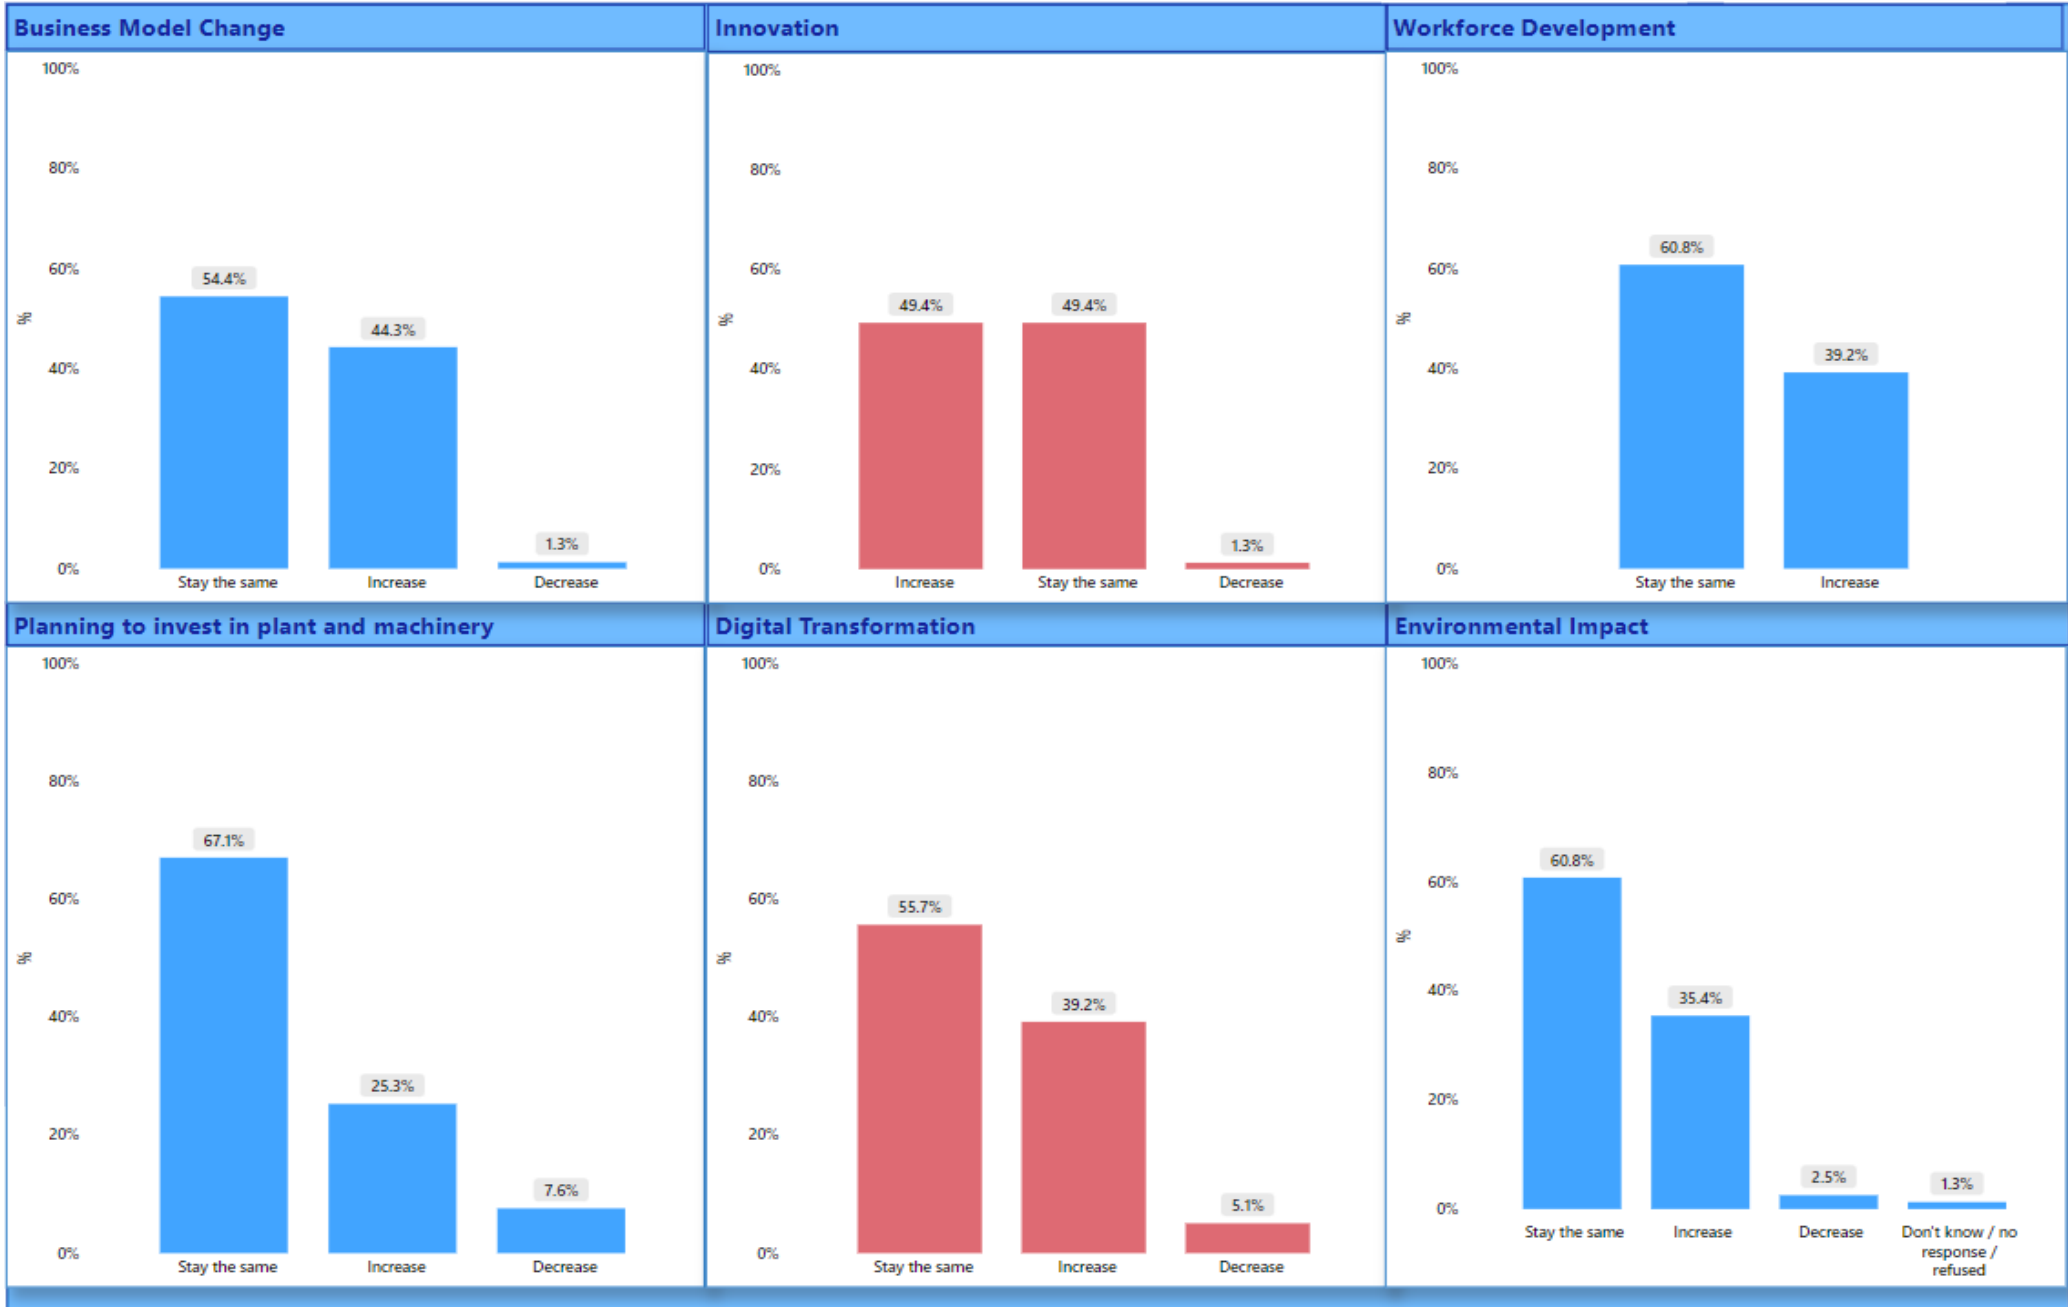 Business Model Change
100%
80%
60%
40%
20%
0%
%
54.4%
44.3%
1.3%
Stay the same
Increase
Decrease
Innovation
100%
80%
60%
40%
20%
0%
%
49.4%
49.4%
1.3%
Increase
Stay the same
Decrease
Workforce Development
100%
80%
60%
40%
20%
0%
%
60.8%
39.2%
Stay the same
Increase
Planning to invest in plant and machinery
100%
80%
60%
40%
20%
0%
%
67.1%
25.3%
7.6%
Stay the same
Increase
Decrease
Digital Transformation
100%
80%
60%
40%
20%
0%
%
55.7%
39.2%
5.1%
Stay the same
Increase
Decrease
Environmental Impact
100%
80%
60%
40%
20%
0%
%
60.8%
35.4%
2.5%
1.3%
Stay the same
Increase
Decrease
Don't know / no
response /
refused